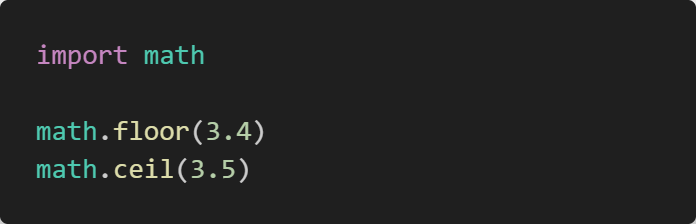 import math
math.floor(3.4)
math.ceil(3.5)